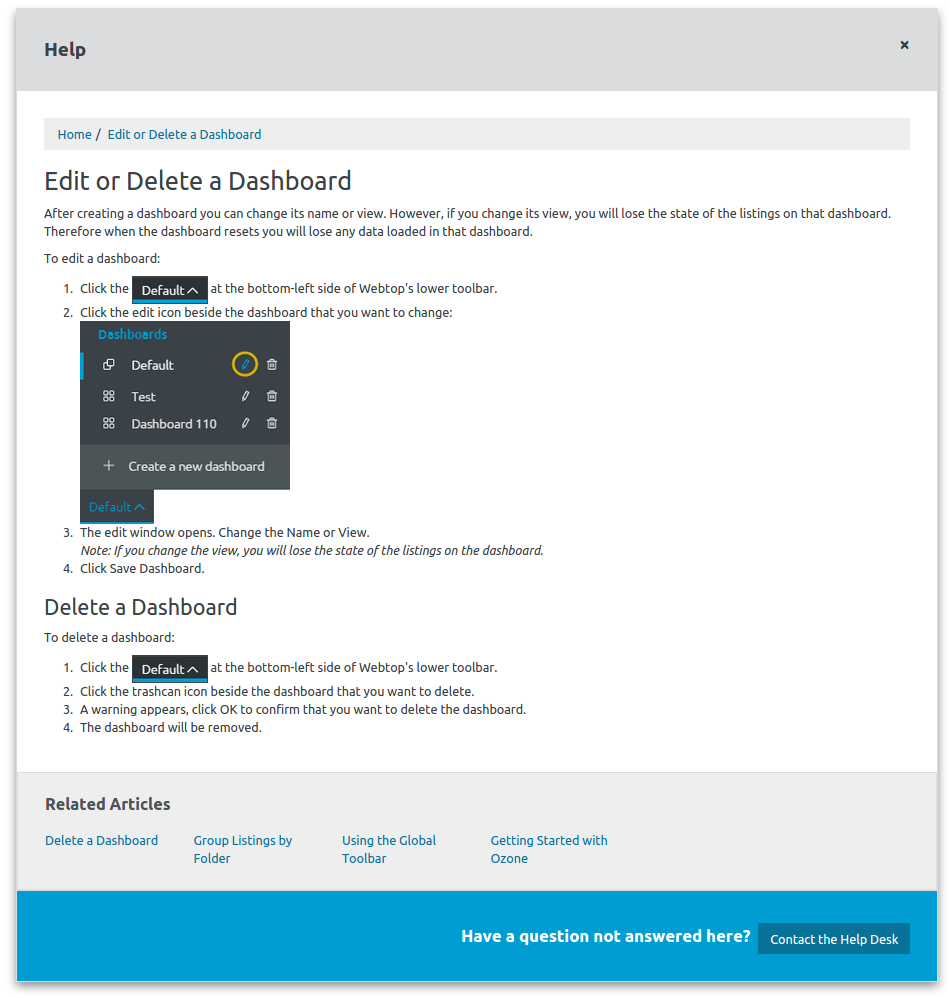 Help
×
Home / Edit or Delete a Dashboard
Edit or Delete a Dashboard
After creating a dashboard you can change its name or view. However, if you change its view, you will lose the state of the listings on that dashboard.
Therefore when the dashboard resets you will lose any data loaded in that dashboard.
To edit a dashboard:
1. Click the Default at the bottom-left side of Webtop's lower toolbar.
2. Click the edit icon beside the dashboard that you want to change:
Dashboards
Default
Test
Dashboard 110
+ Create a new dashboard
Default
3. The edit window opens. Change the Name or View.
Note: If you change the view, you will lose the state of the listings on the dashboard.
4. Click Save Dashboard.
Delete a Dashboard
To delete a dashboard:
1. Click the Default at the bottom-left side of Webtop's lower toolbar.
2. Click the trashcan icon beside the dashboard that you want to delete.
3. A warning appears, click OK to confirm that you want to delete the dashboard.
4. The dashboard will be removed.
Related Articles
Delete a Dashboard
Group Listings by
Folder
Using the Global
Toolbar
Getting Started with
Ozone
Have a question not answered here? Contact the Help Desk